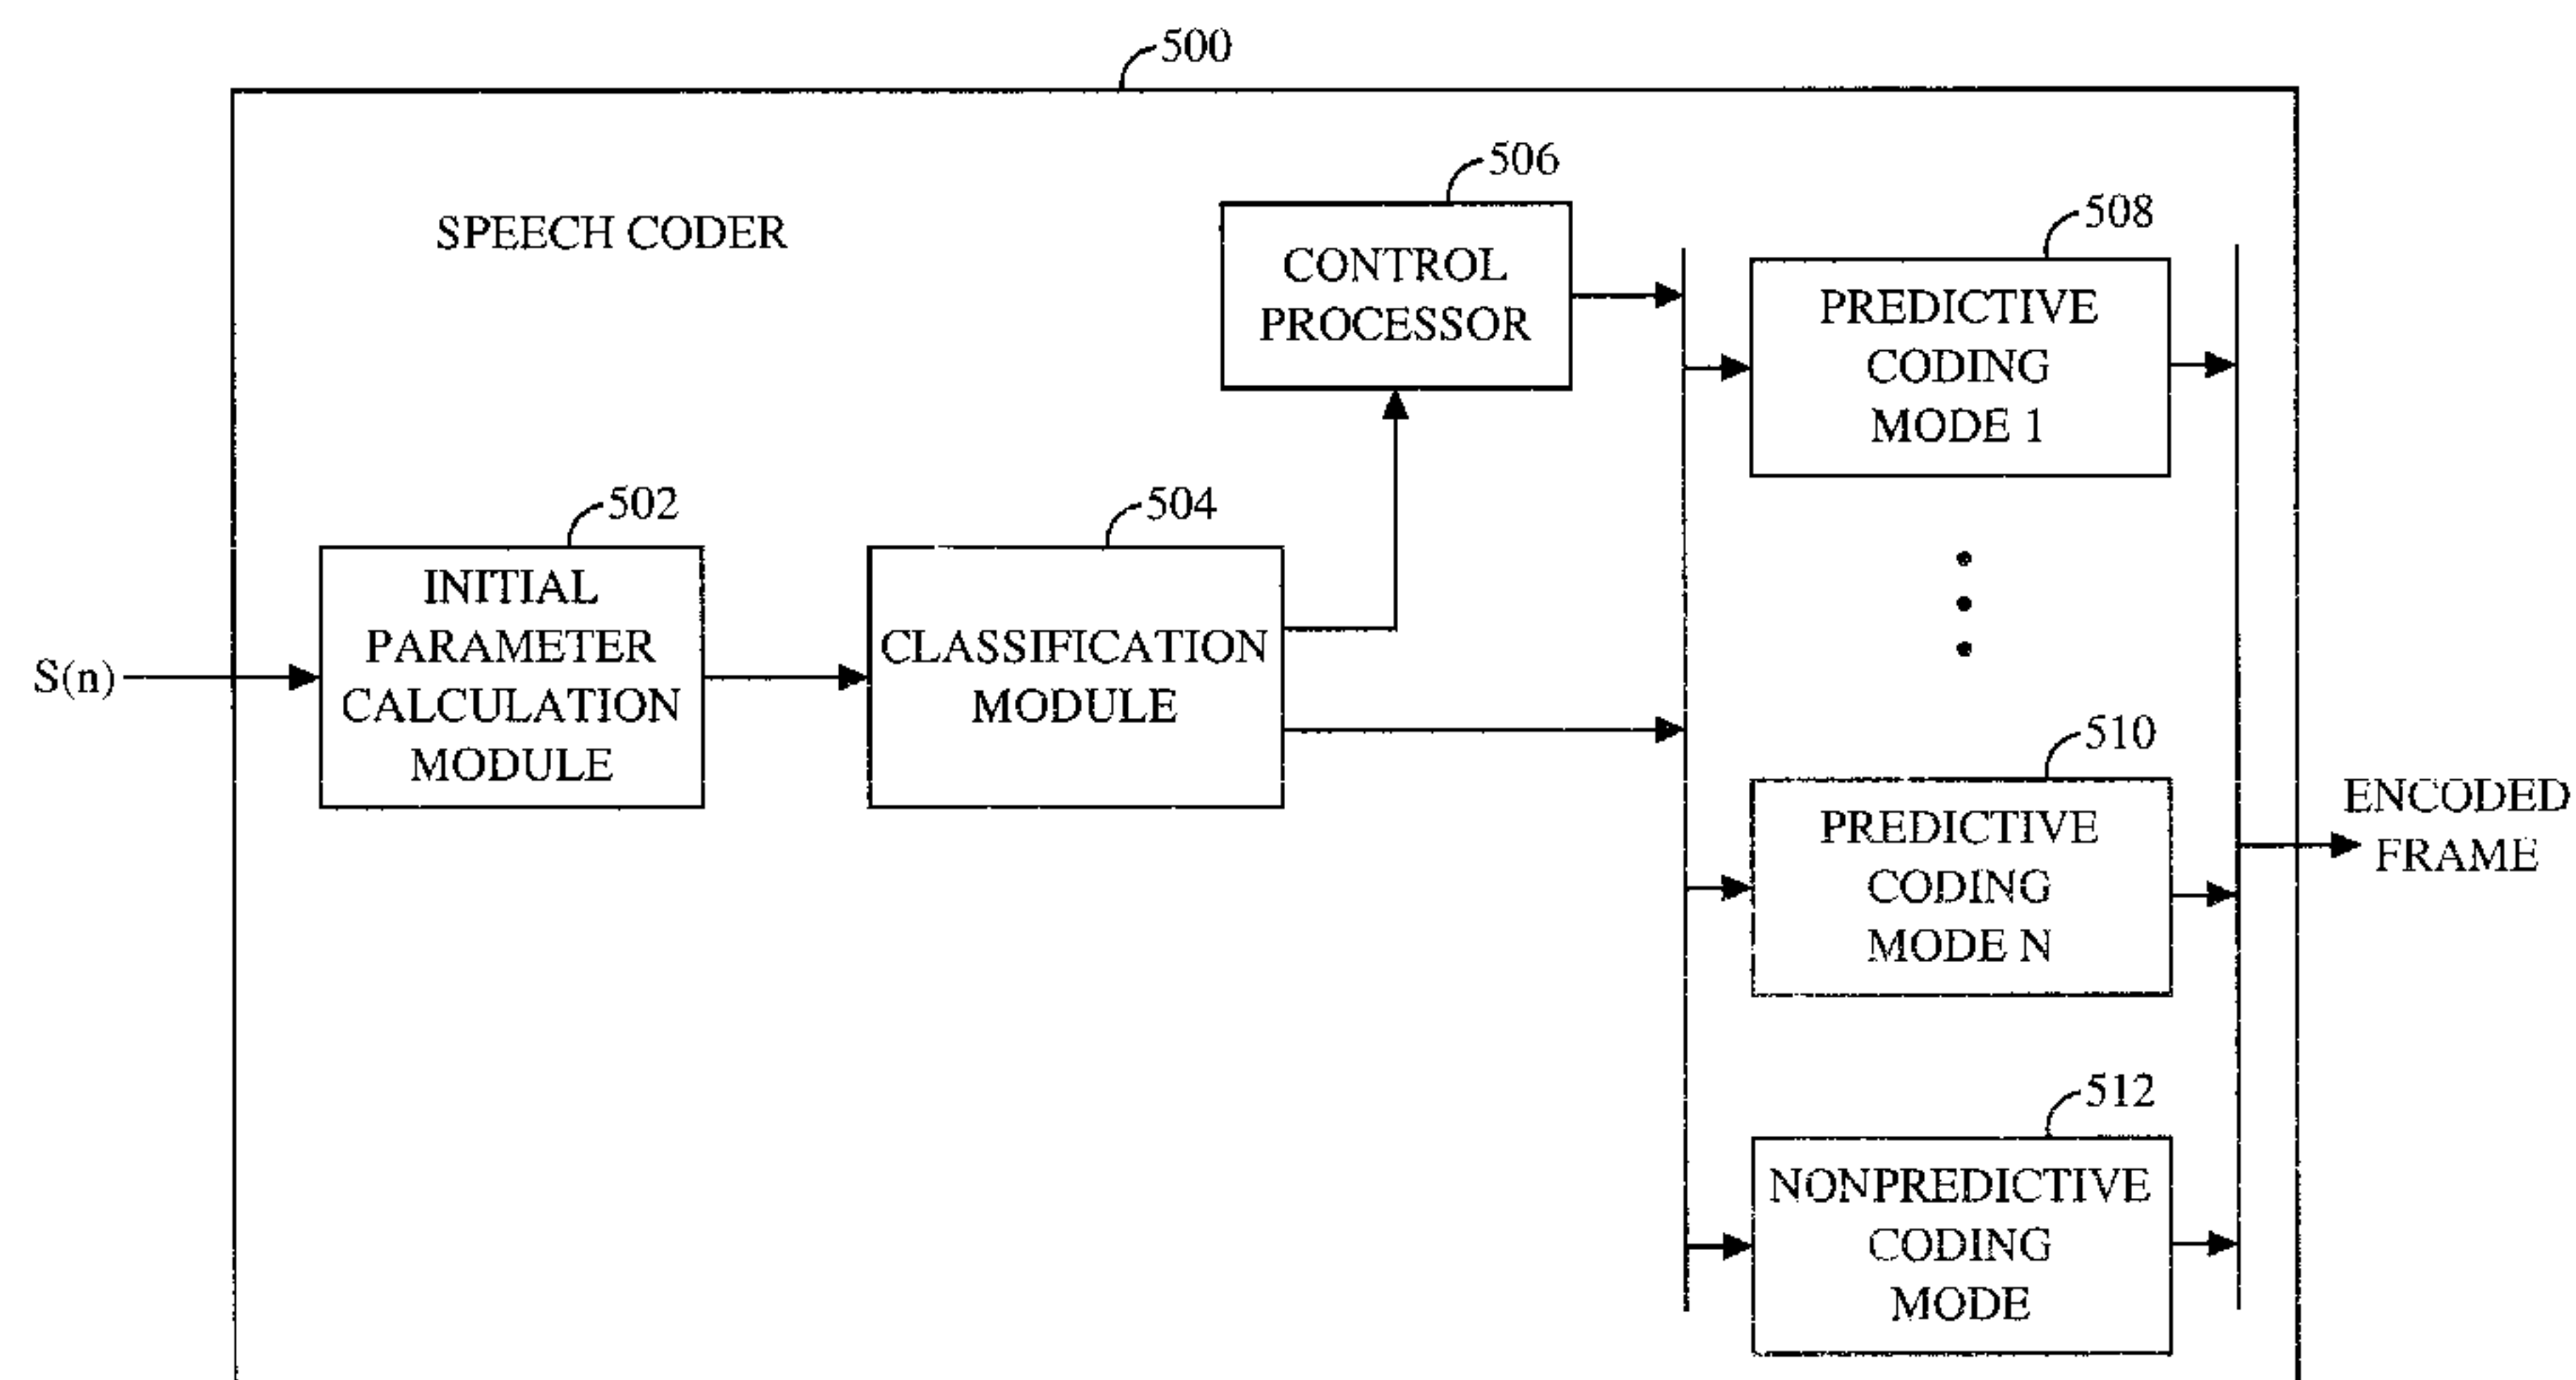 500
SPEECH CODER
506
CONTROL
PROCESSOR
508
PREDICTIVE
CODING
MODE 1
502
INITIAL
PARAMETER
CALCULATION
MODULE
504
CLASSIFICATION
MODULE
S(n)
510
PREDICTIVE
CODING
MODE N
ENCODED
FRAME
512
NONPREDICTIVE
CODING
MODE